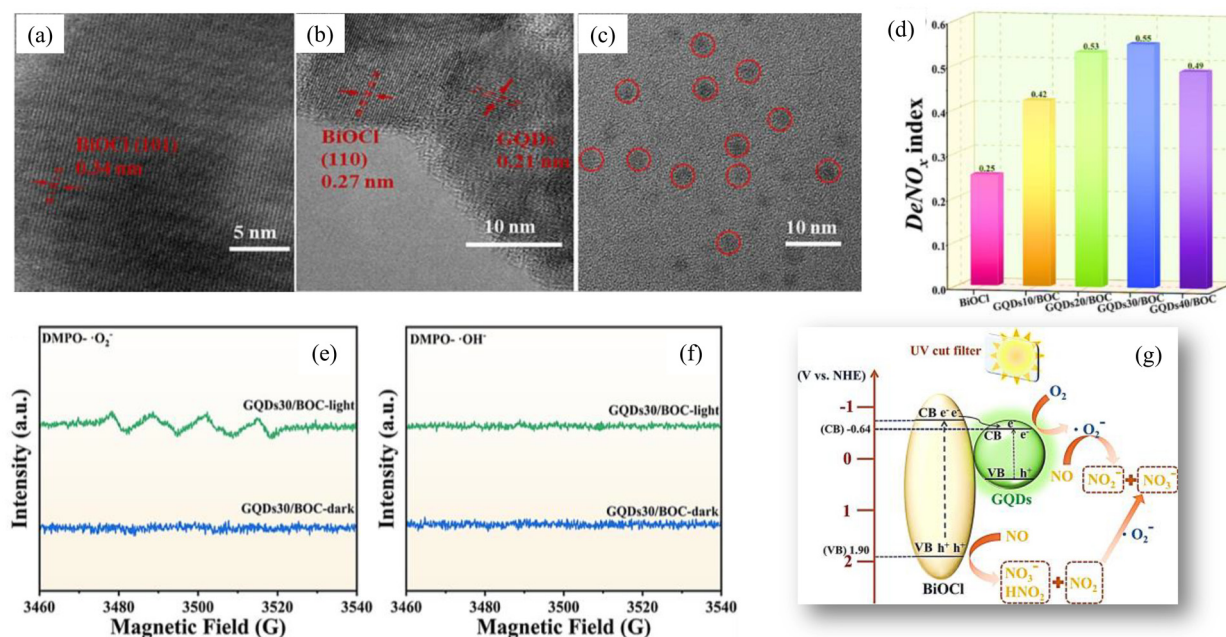 (a)
BiOCl (101)
0.34 nm
5 nm
(b)
BiOCl
(110)
0.27 nm
GQDs
0.21 nm
10 nm
(c)
10 nm
(d)
DeNOx index
0.6
0.5
0.4
0.3
0.2
0.1
0.0
0.25
0.42
0.53
0.55
0.49
BiOCl
GQDs10/BOC
GQDs20/BOC
GQDs30/BOC
GQDs40/BOC
DMPO- ·O₂⁻
(e)
GQDs30/BOC-light
GQDs30/BOC-dark
Intensity (a.u.)
3460 3480 3500 3520 3540
Magnetic Field (G)
DMPO- ·OH⁻
(f)
GQDs30/BOC-light
GQDs30/BOC-dark
Intensity (a.u.)
3460 3480 3500 3520 3540
Magnetic Field (G)
(g)
UV cut filter
(V vs. NHE)
-1
(CB) -0.64
0
1
(VB) 1.90
2
CB e⁻ e⁻
VB h⁺ h⁺
BiOCl
CB e⁻
VB h⁺
GQDs
O₂
· O₂⁻
NO
NO₂⁻ + NO₃⁻
· O₂⁻
NO
NO₃⁻
HNO₂ + NO₂